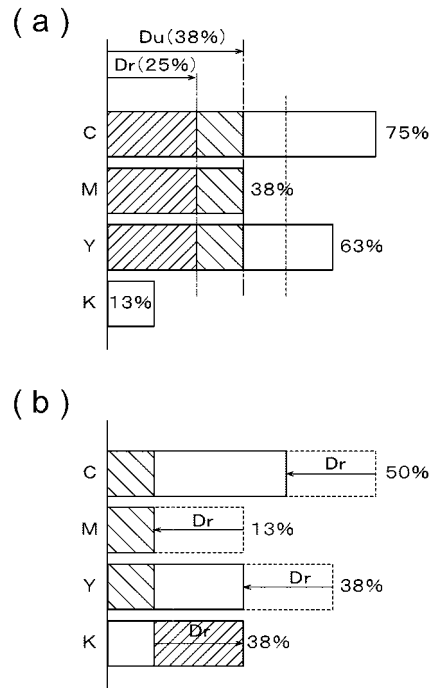 (a)
Du(38%)
Dr(25%)
C 75%
M 38%
Y 63%
K 13%
(b)
C Dr 50%
M Dr 13%
Y Dr 38%
K Dr 38%